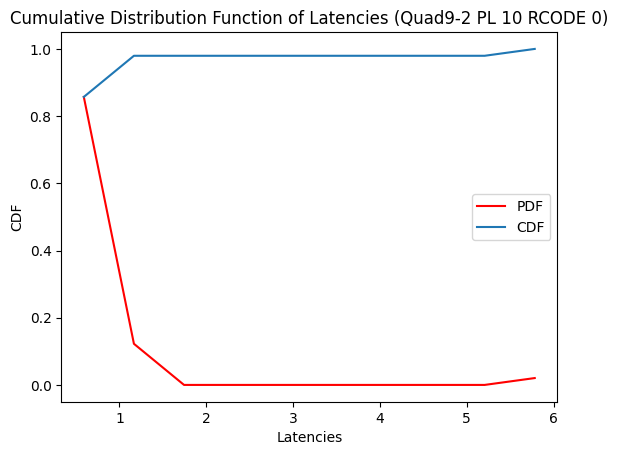 Cumulative Distribution Function of Latencies (Quad9-2 PL 10 RCODE 0)
1.0
0.8
0.6
0.4
0.2
0.0
CDF
PDF
CDF
1 2 3 4 5 6
Latencies